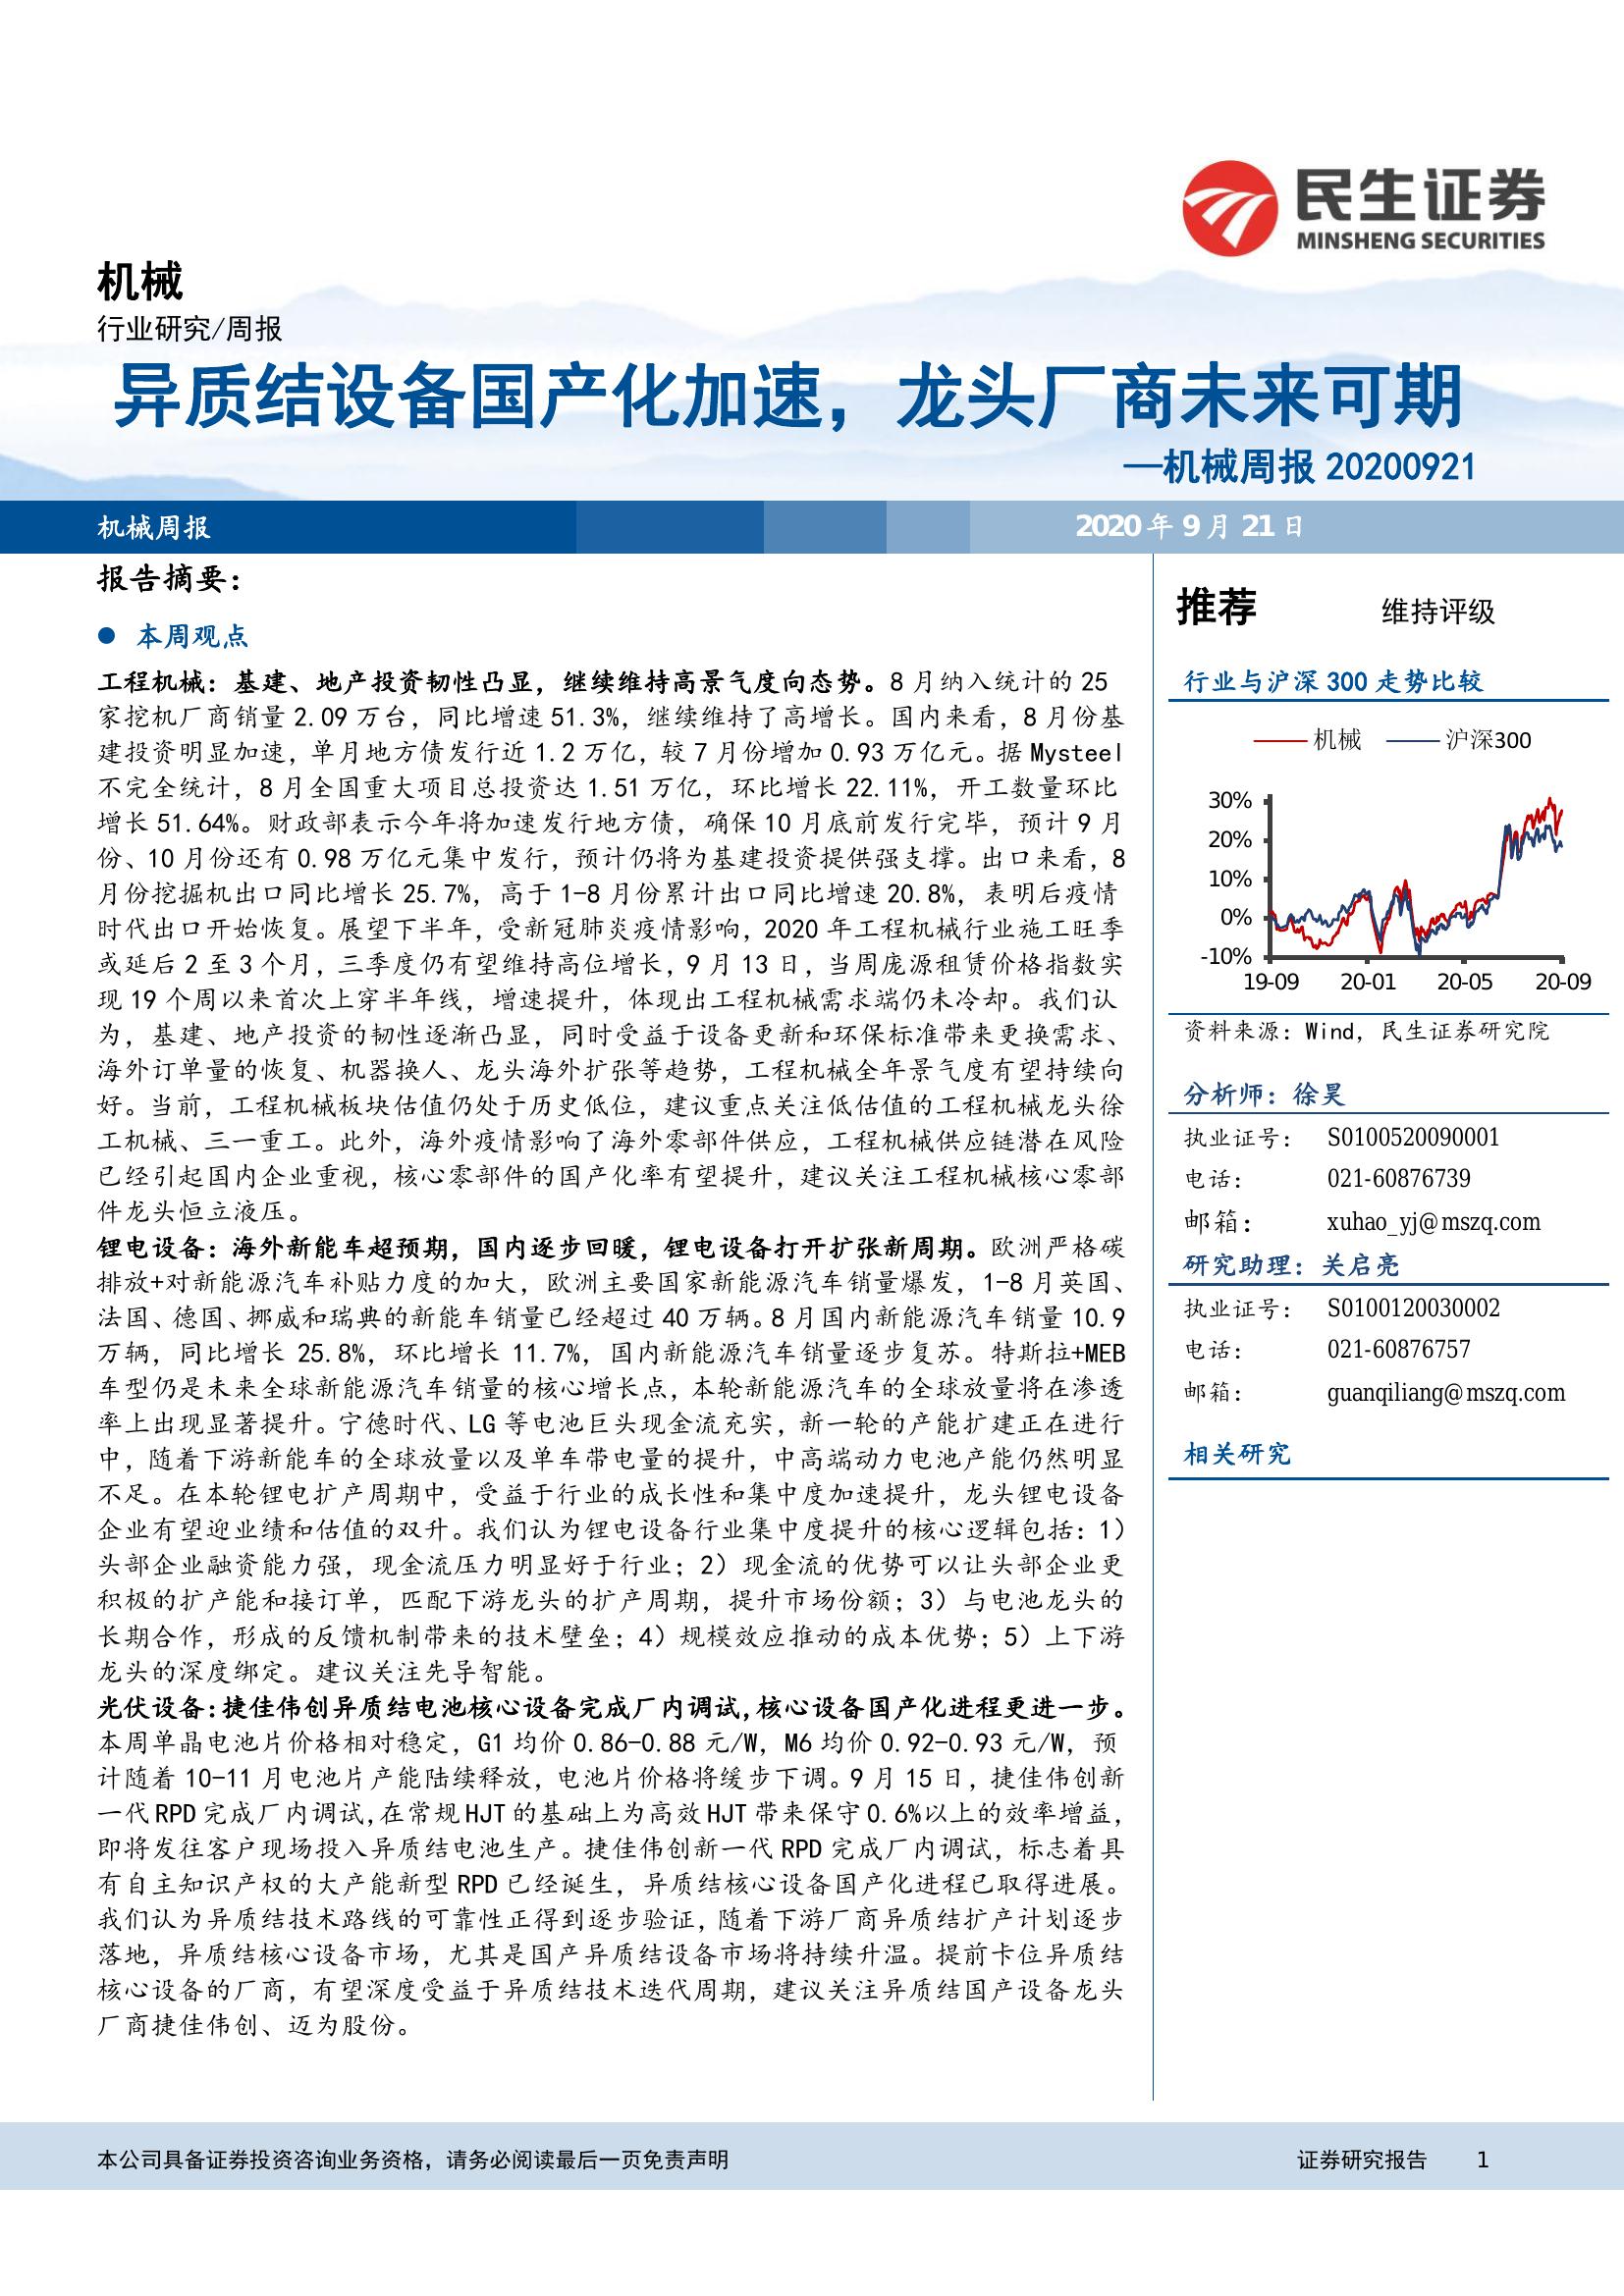 民生证券
MINSHENG SECURITIES
机械
行业研究/周报
异质结设备国产化加速，龙头厂商未来可期
—机械周报 20200921
机械周报
2020 年 9 月 21 日
报告摘要：
● 本周观点
工程机械：基建、地产投资韧性凸显，继续维持高景气度向态势。8 月纳入统计的 25
家挖机厂商销量 2.09 万台，同比增速 51.3%，继续维持了高增长。国内来看，8 月份基
建投资明显加速，单月地方债发行近 1.2 万亿，较 7 月份增加 0.93 万亿元。据 Mysteel
不完全统计，8 月全国重大项目总投资达 1.51 万亿，环比增长 22.11%，开工数量环比
增长 51.64%。财政部表示今年将加速发行地方债，确保 10 月底前发行完毕，预计 9 月
份、10 月份还有 0.98 万亿元集中发行，预计仍将为基建投资提供强支撑。出口来看，8
月份挖掘机出口同比增长 25.7%，高于 1-8 月份累计出口同比增速 20.8%，表明后疫情
时代出口开始恢复。展望下半年，受新冠肺炎疫情影响，2020 年工程机械行业施工旺季
或延后 2 至 3 个月，三季度仍有望维持高位增长，9 月 13 日，当周庞源租赁价格指数实
现 19 个周以来首次上穿半年线，增速提升，体现出工程机械需求端仍未冷却。我们认
为，基建、地产投资的韧性逐渐凸显，同时受益于设备更新和环保标准带来更换需求、
海外订单量的恢复、机器换人、龙头海外扩张等趋势，工程机械全年景气度有望持续向
好。当前，工程机械板块估值仍处于历史低位，建议重点关注低估值的工程机械龙头徐
工机械、三一重工。此外，海外疫情影响了海外零部件供应，工程机械供应链潜在风险
已经引起国内企业重视，核心零部件的国产化率有望提升，建议关注工程机械核心零部
件龙头恒立液压。
锂电设备：海外新能车超预期，国内逐步回暖，锂电设备打开扩张新周期。欧洲严格碳
排放+对新能源汽车补贴力度的加大，欧洲主要国家新能源汽车销量爆发，1-8 月英国、
法国、德国、挪威和瑞典的新能车销量已经超过 40 万辆。8 月国内新能源汽车销量 10.9
万辆，同比增长 25.8%，环比增长 11.7%，国内新能源汽车销量逐步复苏。特斯拉+MEB
车型仍是未来全球新能源汽车销量的核心增长点，本轮新能源汽车的全球放量将在渗透
率上出现显著提升。宁德时代、LG 等电池巨头现金流充实，新一轮的产能扩建正在进行
中，随着下游新能车的全球放量以及单车带电量的提升，中高端动力电池产能仍然明显
不足。在本轮锂电扩产周期中，受益于行业的成长性和集中度加速提升，龙头锂电设备
企业有望迎业绩和估值的双升。我们认为锂电设备行业集中度提升的核心逻辑包括：1）
头部企业融资能力强，现金流压力明显好于行业；2）现金流的优势可以让头部企业更
积极的扩产能和接订单，匹配下游龙头的扩产周期，提升市场份额；3）与电池龙头的
长期合作，形成的反馈机制带来的技术壁垒；4）规模效应推动的成本优势；5）上下游
龙头的深度绑定。建议关注先导智能。
光伏设备：捷佳伟创异质结电池核心设备完成厂内调试，核心设备国产化进程更进一步。
本周单晶电池片价格相对稳定，G1 均价 0.86-0.88 元/W，M6 均价 0.92-0.93 元/W，预
计随着 10-11 月电池片产能陆续释放，电池片价格将缓步下调。9 月 15 日，捷佳伟创新
一代 RPD 完成厂内调试，在常规 HJT 的基础上为高效 HJT 带来保守 0.6%以上的效率增益，
即将发往客户现场投入异质结电池生产。捷佳伟创新一代 RPD 完成厂内调试，标志着具
有自主知识产权的大产能新型 RPD 已经诞生，异质结核心设备国产化进程已取得进展。
我们认为异质结技术路线的可靠性正得到逐步验证，随着下游厂商异质结扩产计划逐步
落地，异质结核心设备市场，尤其是国产异质结设备市场将持续升温。提前卡位异质结
核心设备的厂商，有望深度受益于异质结技术迭代周期，建议关注异质结国产设备龙头
厂商捷佳伟创、迈为股份。
推荐 维持评级
行业与沪深 300 走势比较
机械 沪深300
30%
20%
10%
0%
-10%
19-09 20-01 20-05 20-09
资料来源：Wind，民生证券研究院
分析师：徐昊
执业证号： S0100520090001
电话： 021-60876739
邮箱： xuhao_yj@mszq.com
研究助理：关启亮
执业证号： S0100120030002
电话： 021-60876757
邮箱： guanqiliang@mszq.com
相关研究
本公司具备证券投资咨询业务资格，请务必阅读最后一页免责声明
证券研究报告 1